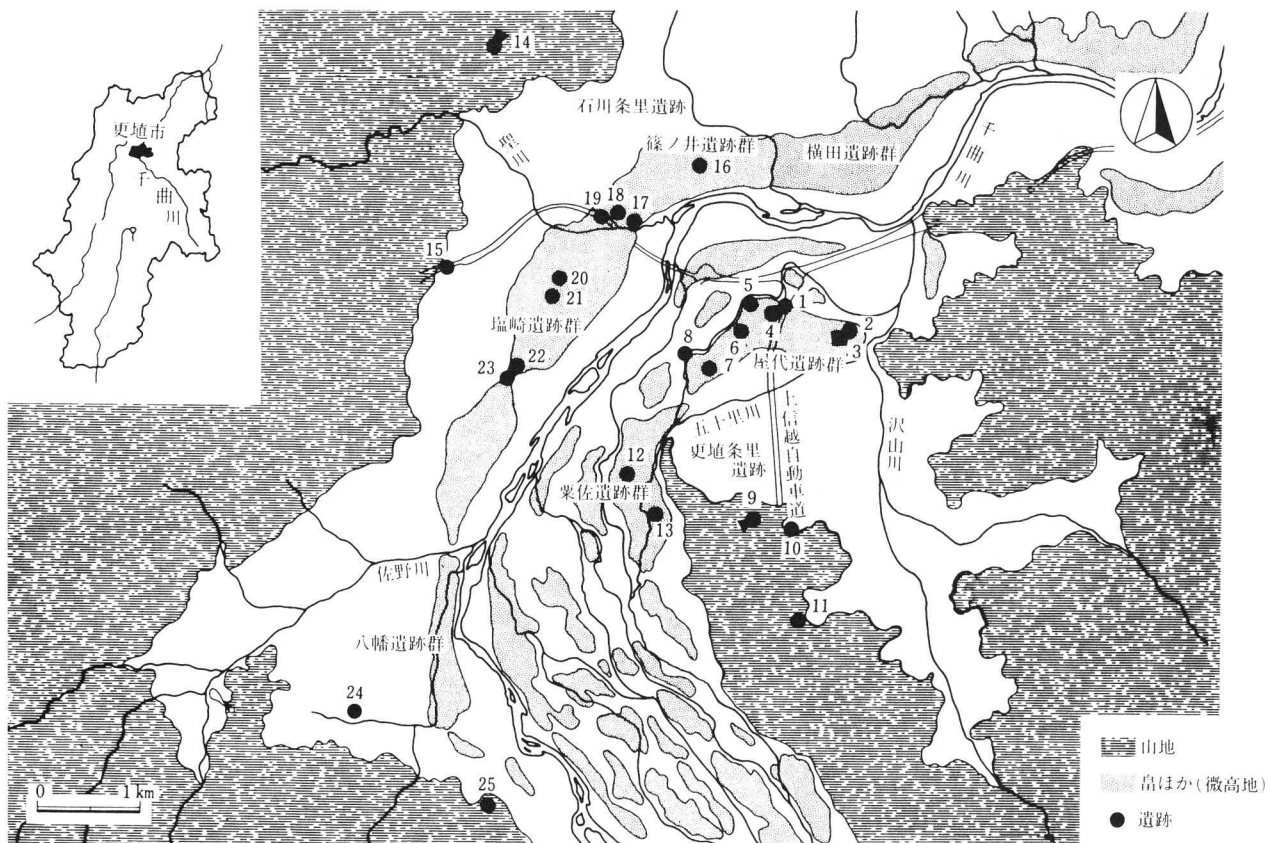 更埴市
千曲川
14
石川条里遺跡
聖川
篠ノ井遺跡群
16
横田遺跡群
千曲川
19
18
17
15
20
21
塩崎遺跡群
5
1
4
2
3
6
8
7
屋代遺跡群
22
23
五十里川
更埴条里
遺跡
上信越自動車道
沢山川
12
粟佐遺跡群
13
9
10
11
佐野川
八幡遺跡群
24
25
0 1km
山地
畠ほか(微高地)
遺跡